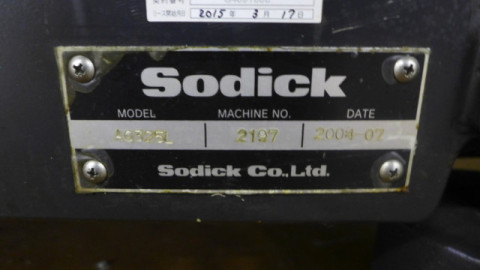 2015年 3月17日
Sodick
MODEL MACHINE NO. DATE
2197 2004-07
Sodick Co.,Ltd.